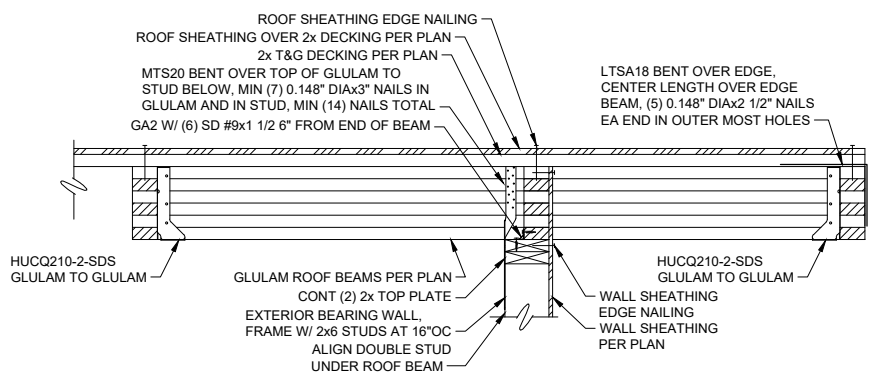 ROOF SHEATHING EDGE NAILING
ROOF SHEATHING OVER 2x DECKING PER PLAN
2x T&G DECKING PER PLAN
MTS20 BENT OVER TOP OF GLULAM TO
STUD BELOW, MIN (7) 0.148" DIAx3" NAILS IN
GLULAM AND IN STUD, MIN (14) NAILS TOTAL
GA2 W/ (6) SD #9x1 1/2 6" FROM END OF BEAM
LTSA18 BENT OVER EDGE,
CENTER LENGTH OVER EDGE
BEAM, (5) 0.148" DIAx2 1/2" NAILS
EA END IN OUTER MOST HOLES
HUCQ210-2-SDS
GLULAM TO GLULAM
GLULAM ROOF BEAMS PER PLAN
CONT (2) 2x TOP PLATE
EXTERIOR BEARING WALL,
FRAME W/ 2x6 STUDS AT 16"OC
ALIGN DOUBLE STUD
UNDER ROOF BEAM
HUCQ210-2-SDS
GLULAM TO GLULAM
WALL SHEATHING
EDGE NAILING
WALL SHEATHING
PER PLAN